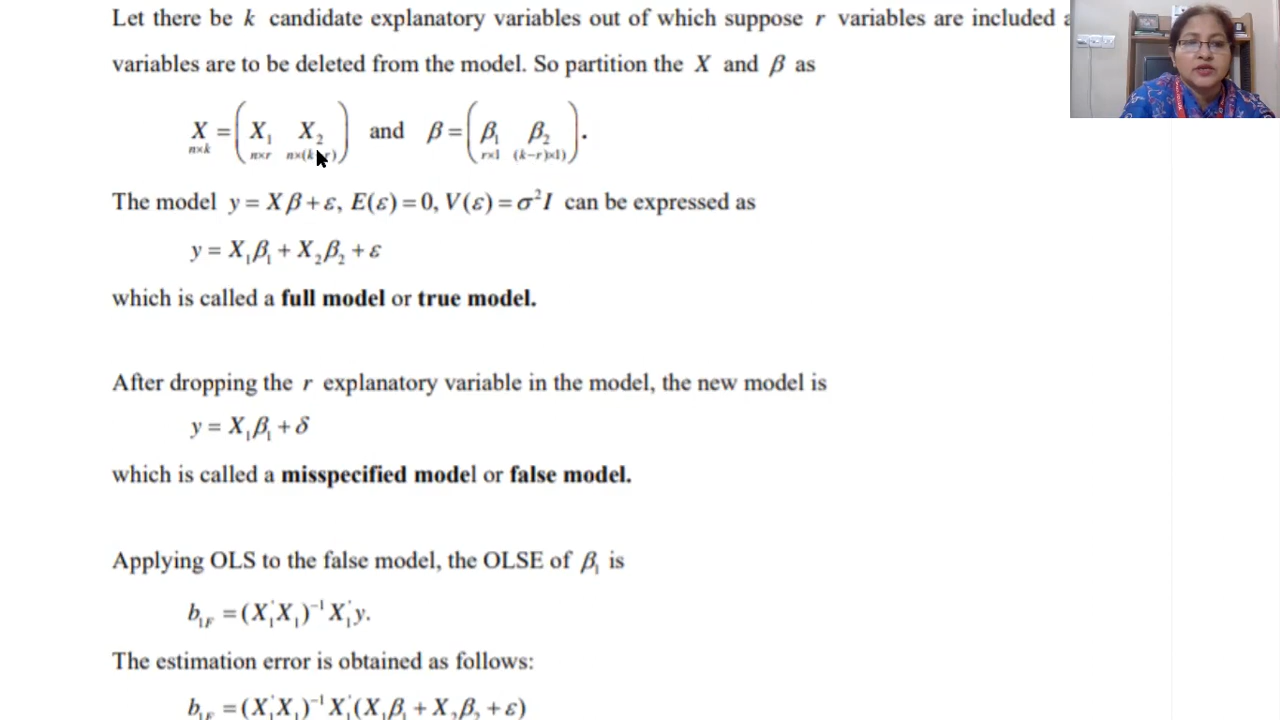 Let there be k candidate explanatory variables out of which suppose r variables are included
variables are to be deleted from the model. So partition the X and β as
X = ( X₁ X₂ ) and β = ( β₁ β₂ ).
n×k n×r n×(k r) r×1 (k−r)×1)
The model y = Xβ + ε, E(ε) = 0, V(ε) = σ²I can be expressed as
y = X₁β₁ + X₂β₂ + ε
which is called a full model or true model.
After dropping the r explanatory variable in the model, the new model is
y = X₁β₁ + δ
which is called a misspecified model or false model.
Applying OLS to the false model, the OLSE of β₁ is
b₁F = (X₁'X₁)⁻¹ X₁'y.
The estimation error is obtained as follows:
b₁F = (X₁'X₁)⁻¹ X₁'(X₁β₁ + X₂β₂ + ε)